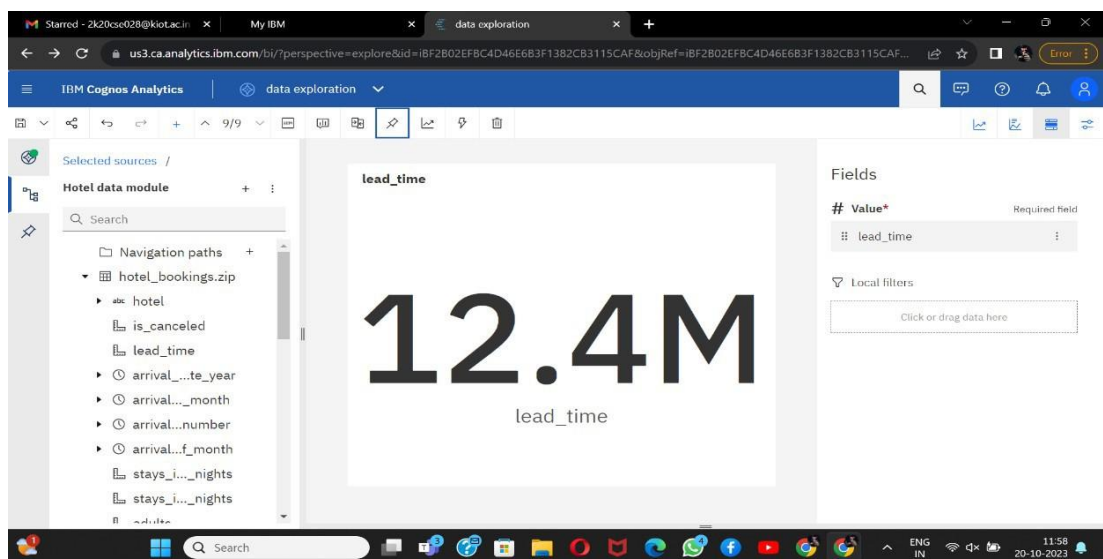 Starred - 2k20cse028@kiot.ac.in
My IBM
data exploration
us3.ca.analytics.ibm.com/bi/?perspective=explore&id=iBF2B02EFBC4D46E6B3F1382CB3115CAF&objRef=iBF2B02EFBC4D46E6B3F1382CB3115CAF...
Error
IBM Cognos Analytics
data exploration
9/9
Selected sources /
Hotel data module
Search
Navigation paths
hotel_bookings.zip
abc hotel
is_canceled
lead_time
arrival_...te_year
arrival..._month
arrival...number
arrival...f_month
stays_i..._nights
stays_i..._nights
adults
lead_time
12.4M
lead_time
Fields
# Value*
Required field
lead_time
Local filters
Click or drag data here
Search
ENG
IN
11:58
20-10-2023